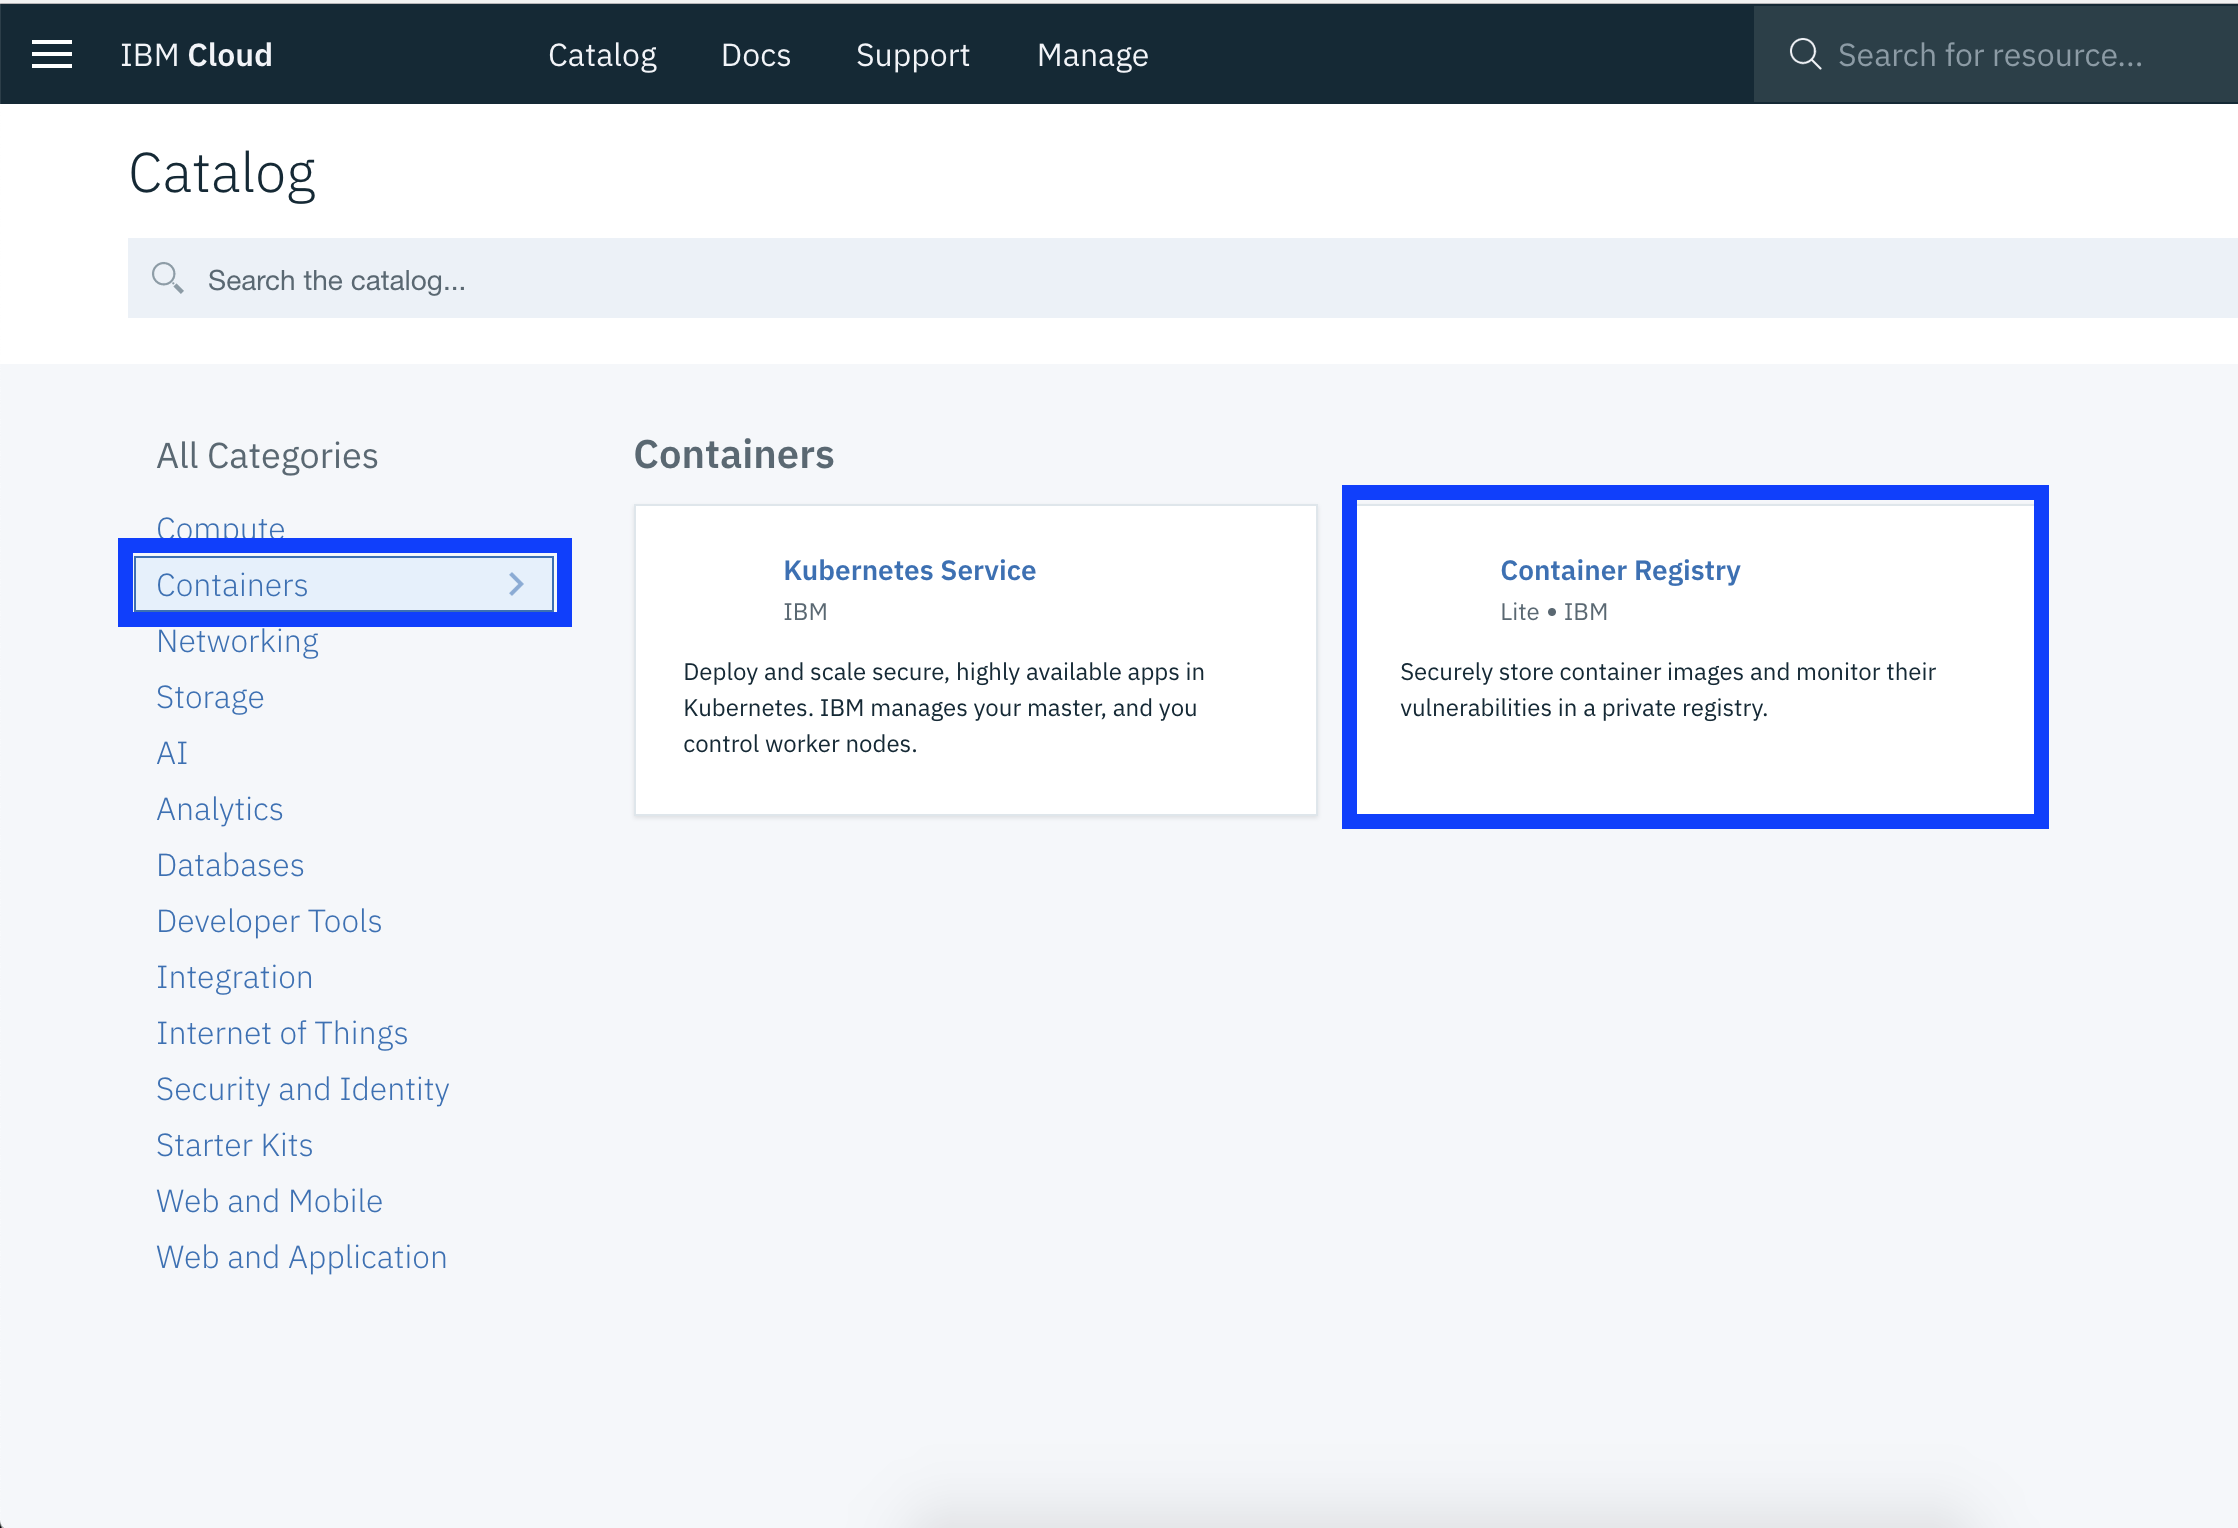 IBM Cloud Catalog Docs Support Manage Search for resource...
Catalog
Search the catalog...
All Categories
Compute
Containers
Networking
Storage
AI
Analytics
Databases
Developer Tools
Integration
Internet of Things
Security and Identity
Starter Kits
Web and Mobile
Web and Application
Containers
Kubernetes Service
IBM
Deploy and scale secure, highly available apps in
Kubernetes. IBM manages your master, and you
control worker nodes.
Container Registry
Lite • IBM
Securely store container images and monitor their
vulnerabilities in a private registry.